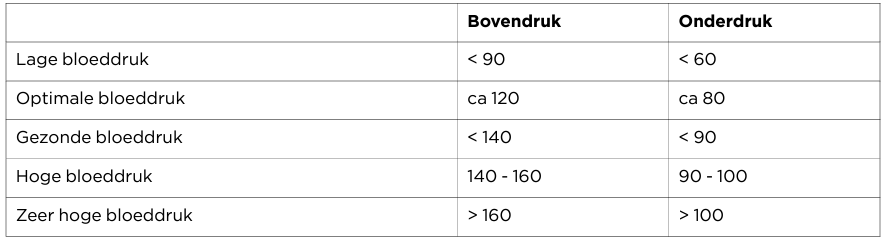 Bovendruk Onderdruk
Lage bloeddruk < 90 < 60
Optimale bloeddruk ca 120 ca 80
Gezonde bloeddruk < 140 < 90
Hoge bloeddruk 140 - 160 90 - 100
Zeer hoge bloeddruk > 160 > 100